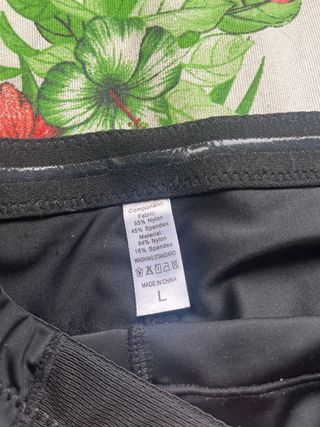 Component:
Fabric:
55% Nylon
45% Spandex
Material:
84% Nylon
16% Spandex
WASHING STANDARD
MADE IN CHINA
L